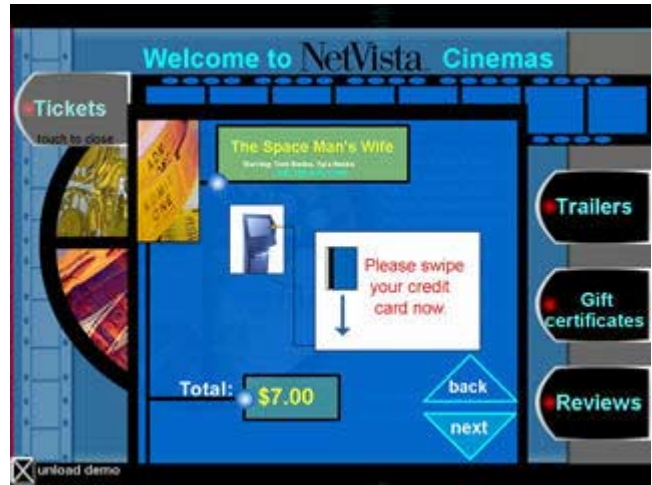 Welcome to NetVista Cinemas
Tickets
touch to close
The Space Man's Wife
Trailers
Please swipe
your credit
card now
Gift
certificates
Total:
$7.00
back
next
Reviews
unload demo